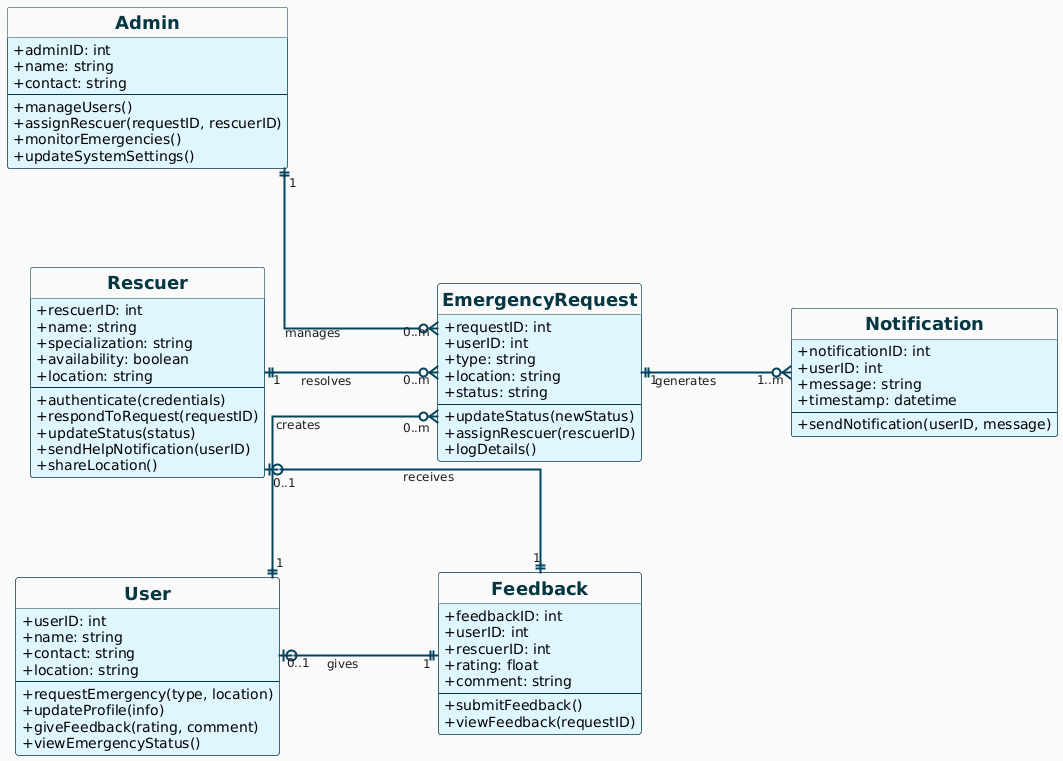 Admin
+adminID: int
+name: string
+contact: string
+manageUsers()
+assignRescuer(requestID, rescuerID)
+monitorEmergencies()
+updateSystemSettings()
1
manages
0..m
Rescuer
+rescuerID: int
+name: string
+specialization: string
+availability: boolean
+location: string
+authenticate(credentials)
+respondToRequest(requestID)
+updateStatus(status)
+sendHelpNotification(userID)
+shareLocation()
1
resolves
0..m
creates
0..m
0..1
receives
1
1
EmergencyRequest
+requestID: int
+userID: int
+type: string
+location: string
+status: string
+updateStatus(newStatus)
+assignRescuer(rescuerID)
+logDetails()
1
generates
1..m
Notification
+notificationID: int
+userID: int
+message: string
+timestamp: datetime
+sendNotification(userID, message)
User
+userID: int
+name: string
+contact: string
+location: string
+requestEmergency(type, location)
+updateProfile(info)
+giveFeedback(rating, comment)
+viewEmergencyStatus()
0..1
gives
1
Feedback
+feedbackID: int
+userID: int
+rescuerID: int
+rating: float
+comment: string
+submitFeedback()
+viewFeedback(requestID)